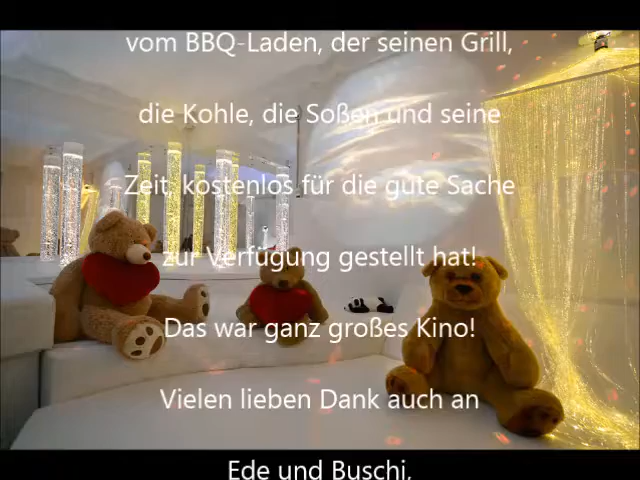 vom BBQ-Laden, der seinen Grill,
die Kohle, die Soßen und seine
Zeit, kostenlos für die gute Sache
zur Verfügung gestellt hat!
Das war ganz großes Kino!
Vielen lieben Dank auch an
Ede und Buschi,